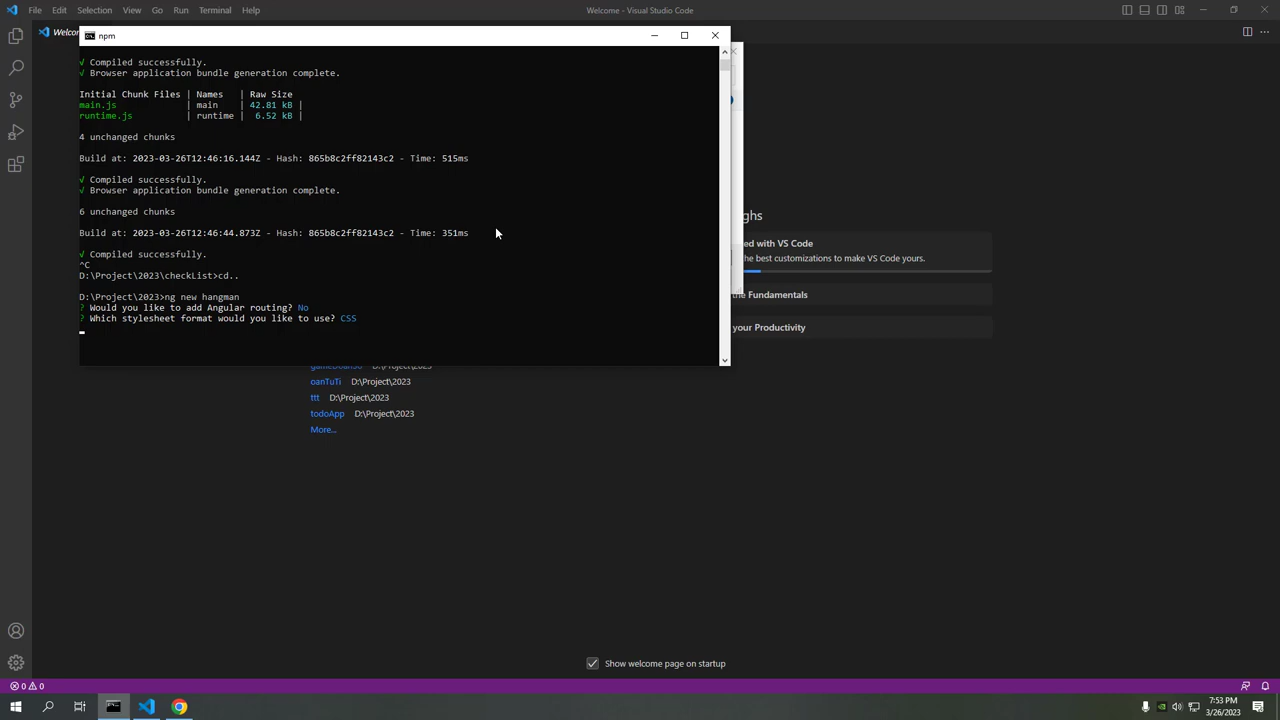 File Edit Selection View Go Run Terminal Help
Welcome - Visual Studio Code
Welcom
npm
√ Compiled successfully.
√ Browser application bundle generation complete.
Initial Chunk Files | Names | Raw Size
main.js | main | 42.81 kB |
runtime.js | runtime | 6.52 kB |
4 unchanged chunks
Build at: 2023-03-26T12:46:16.144Z - Hash: 865b8c2ff82143c2 - Time: 515ms
√ Compiled successfully.
√ Browser application bundle generation complete.
6 unchanged chunks
Build at: 2023-03-26T12:46:44.873Z - Hash: 865b8c2ff82143c2 - Time: 351ms
√ Compiled successfully.
^C
D:\Project\2023\checkList>cd..
D:\Project\2023>ng new hangman
? Would you like to add Angular routing? No
? Which stylesheet format would you like to use? CSS
ghs
ed with VS Code
he best customizations to make VS Code yours.
the Fundamentals
your Productivity
D:\Project\2023
oanTuTi D:\Project\2023
ttt D:\Project\2023
todoApp D:\Project\2023
More...
Show welcome page on startup
0 0
7:53 PM
3/26/2023